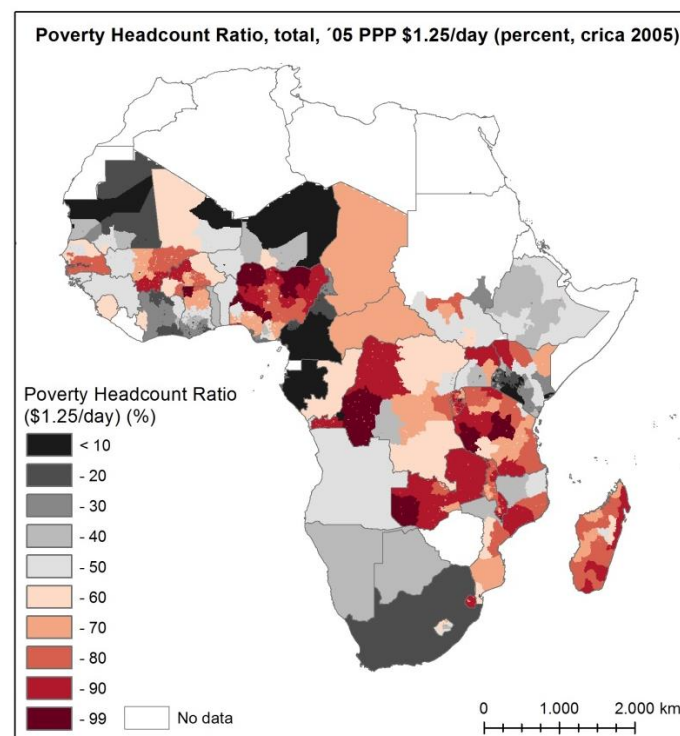 Poverty Headcount Ratio, total, ´05 PPP $1.25/day (percent, crica 2005)
Poverty Headcount Ratio
($1.25/day) (%)
< 10
- 20
- 30
- 40
- 50
- 60
- 70
- 80
- 90
- 99
No data
0 1.000 2.000 km